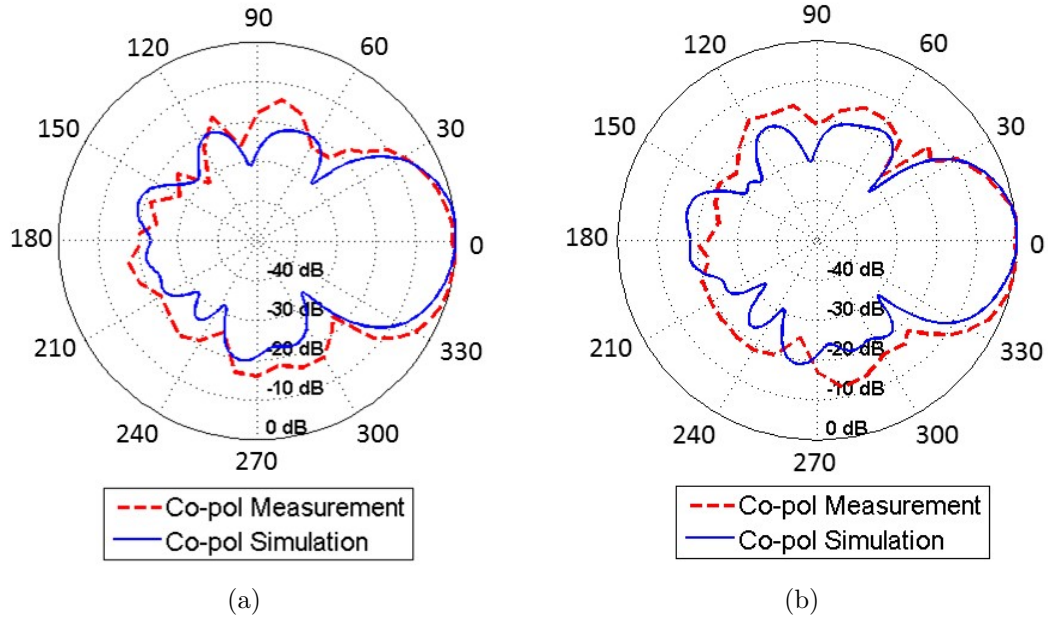 90
120
60
150
30
180
0
-40 dB
-30 dB
210
-20 dB
330
-10 dB
240
0 dB
300
270
Co-pol Measurement
Co-pol Simulation
(a)
90
120
60
150
30
180
0
-40 dB
-30 dB
210
-20 dB
330
-10 dB
240
0 dB
300
270
Co-pol Measurement
Co-pol Simulation
(b)